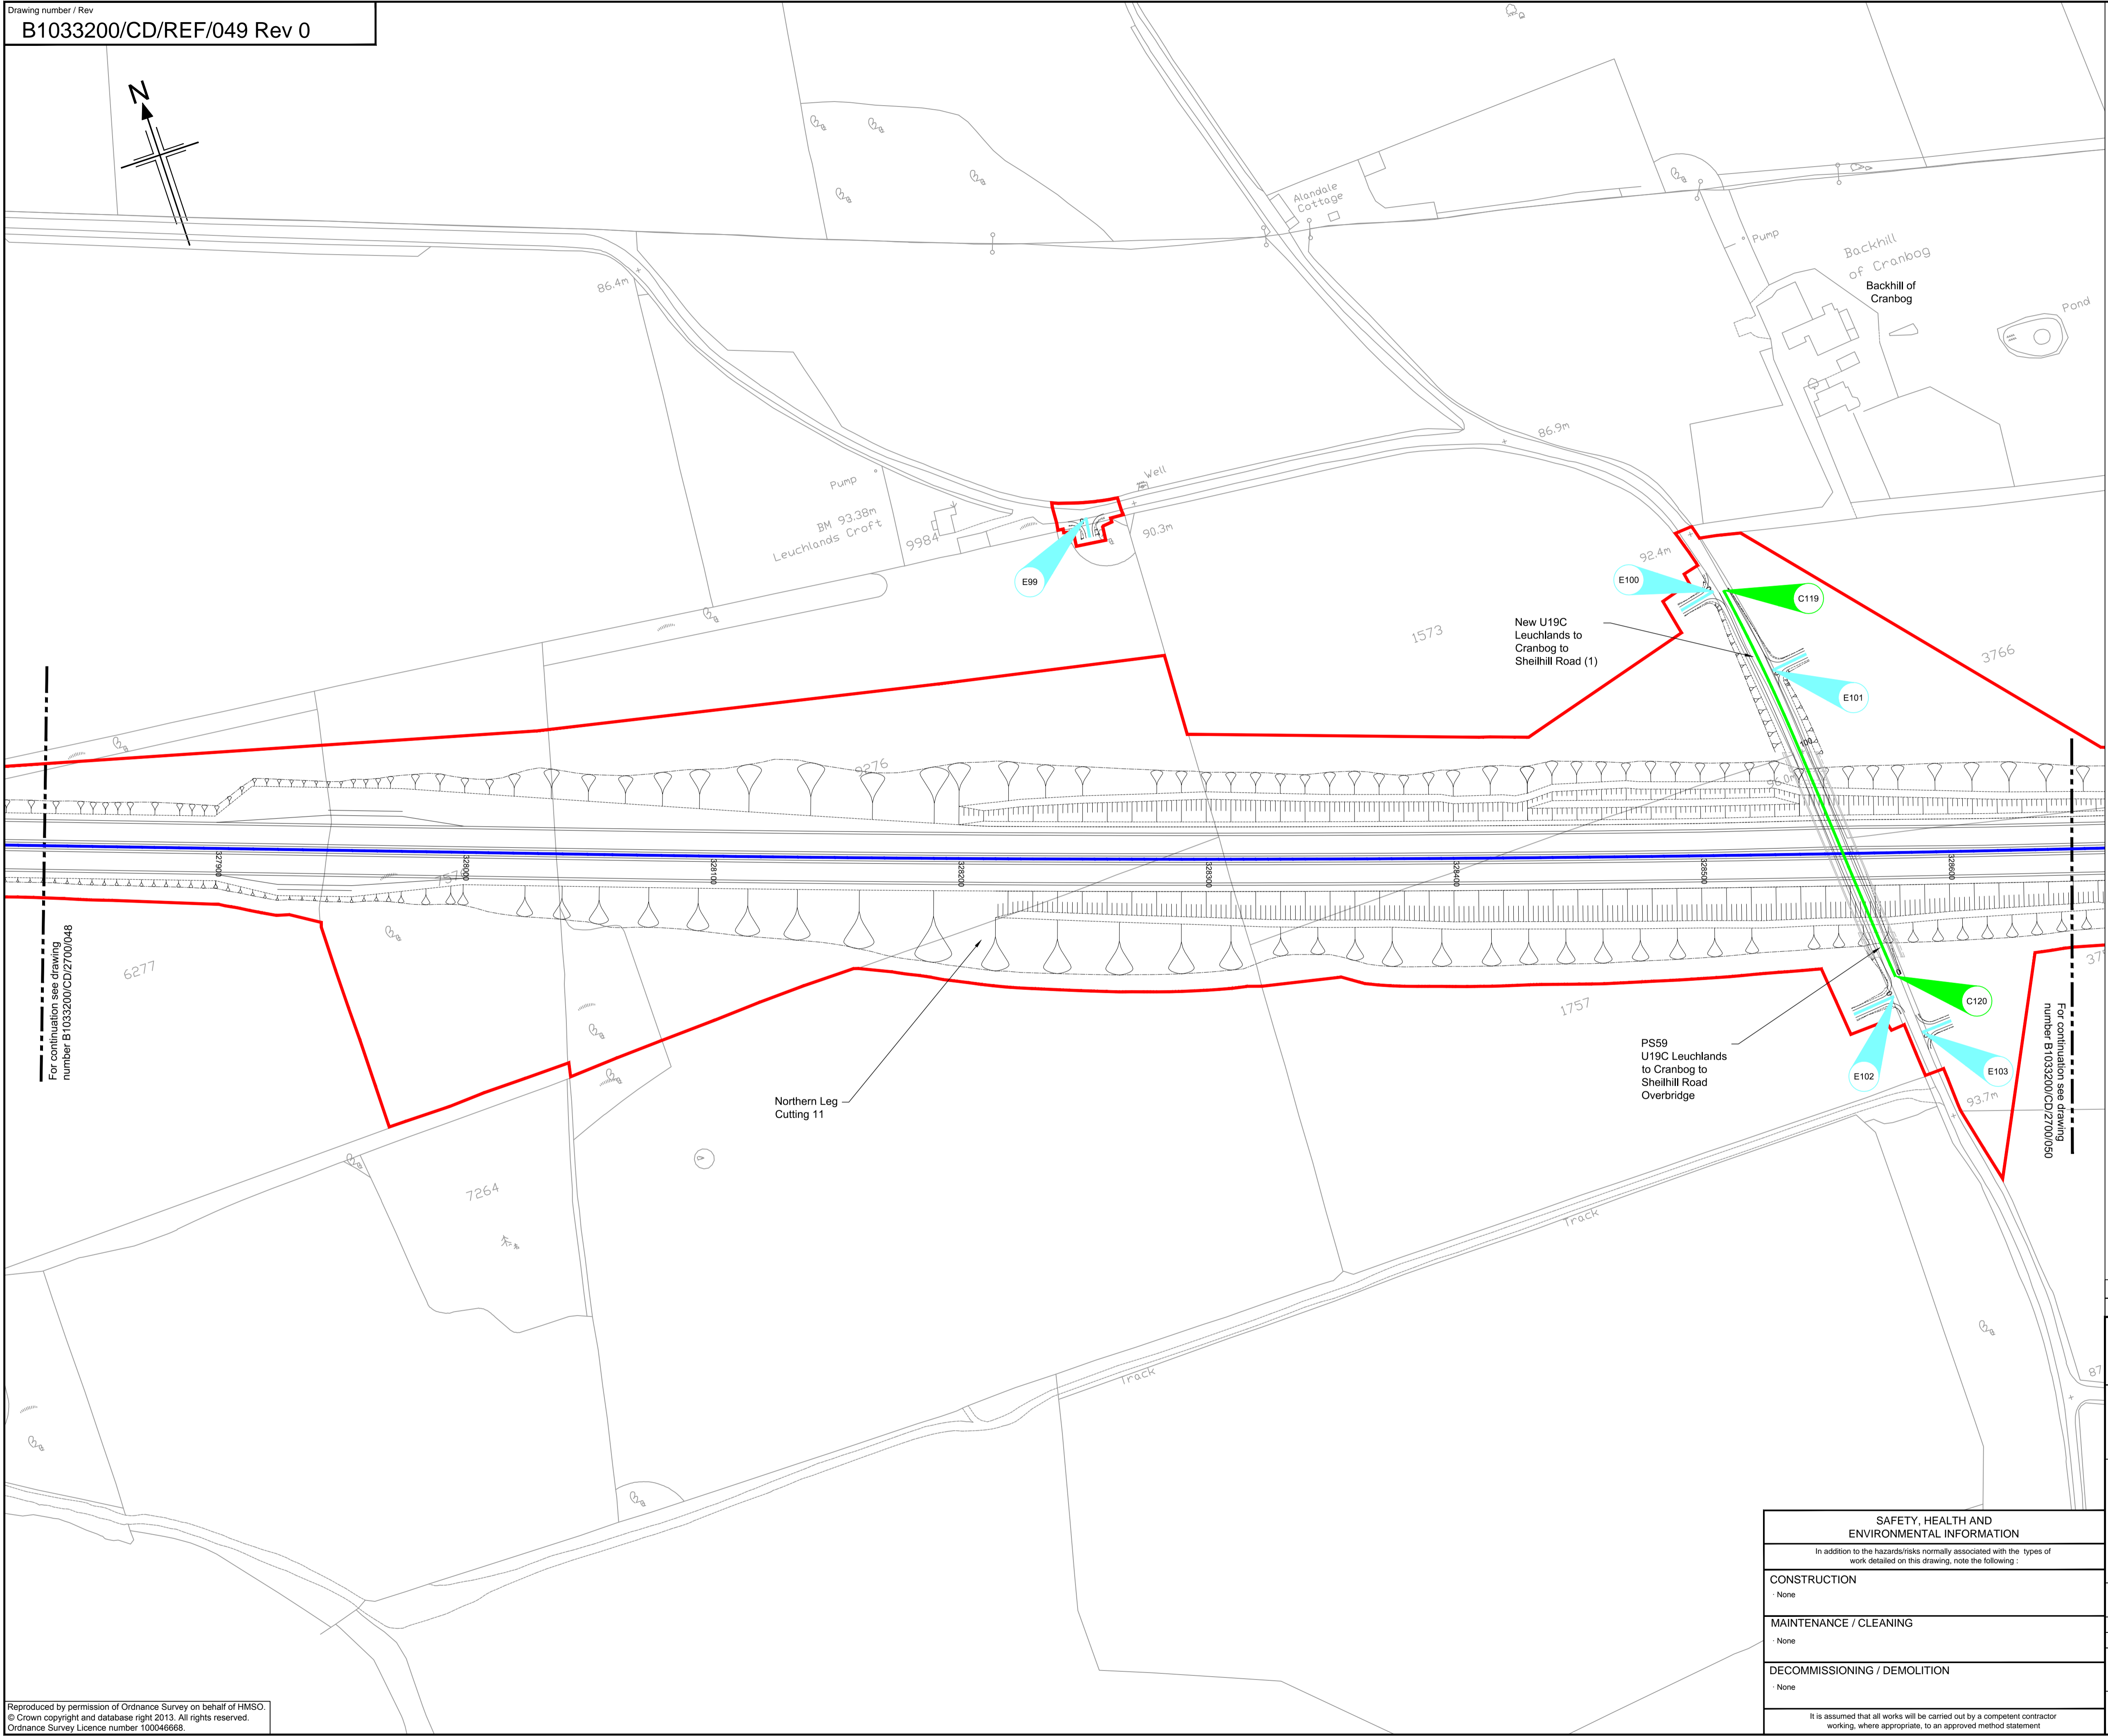 Drawing number / Rev
B1033200/CD/REF/049 Rev 0
N
Alandale
Cottage
Pump
Backhill
of Cranbog
Backhill of
Cranbog
Pond
86.4m
86.9m
Well
Pump
BM 93.38m
Leuchlands Croft
9984
90.3m
92.4m
E99
E100
C119
New U19C
Leuchlands to
Cranbog to
Sheilhill Road (1)
1573
3766
E101
100
9276
96.0m
327900
328000
328100
328200
328300
328400
328500
328600
7576
6277
For continuation see drawing
number B1033200/CD/2700/048
0
C120
1757
PS59
U19C Leuchlands
to Cranbog to
Sheilhill Road
Overbridge
E102
E103
93.7m
For continuation see drawing
number B1033200/CD/2700/050
Northern Leg
Cutting 11
7264
Track
Track
87
SAFETY, HEALTH AND
ENVIRONMENTAL INFORMATION
In addition to the hazards/risks normally associated with the types of
work detailed on this drawing, note the following :
CONSTRUCTION
· None
MAINTENANCE / CLEANING
· None
DECOMMISSIONING / DEMOLITION
· None
It is assumed that all works will be carried out by a competent contractor
working, where appropriate, to an approved method statement
Reproduced by permission of Ordnance Survey on behalf of HMSO.
© Crown copyright and database right 2013. All rights reserved.
Ordnance Survey Licence number 100046668.